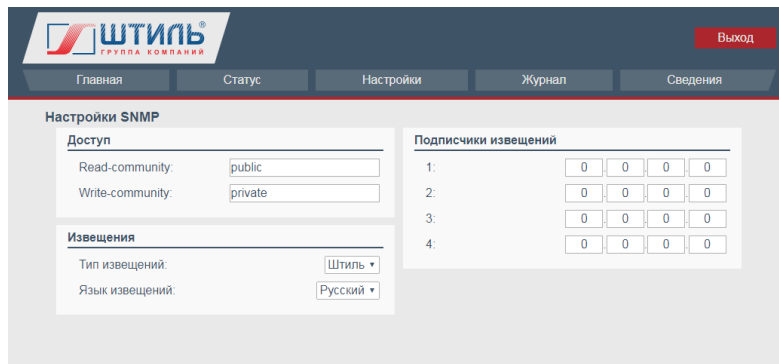 ШТИЛЬ®
ГРУППА КОМПАНИЙ
Выход
Главная Статус Настройки Журнал Сведения
Настройки SNMP
Доступ
Read-community: public
Write-community: private
Извещения
Тип извещений: Штиль
Язык извещений: Русский
Подписчики извещений
1: 0 . 0 . 0 . 0
2: 0 . 0 . 0 . 0
3: 0 . 0 . 0 . 0
4: 0 . 0 . 0 . 0